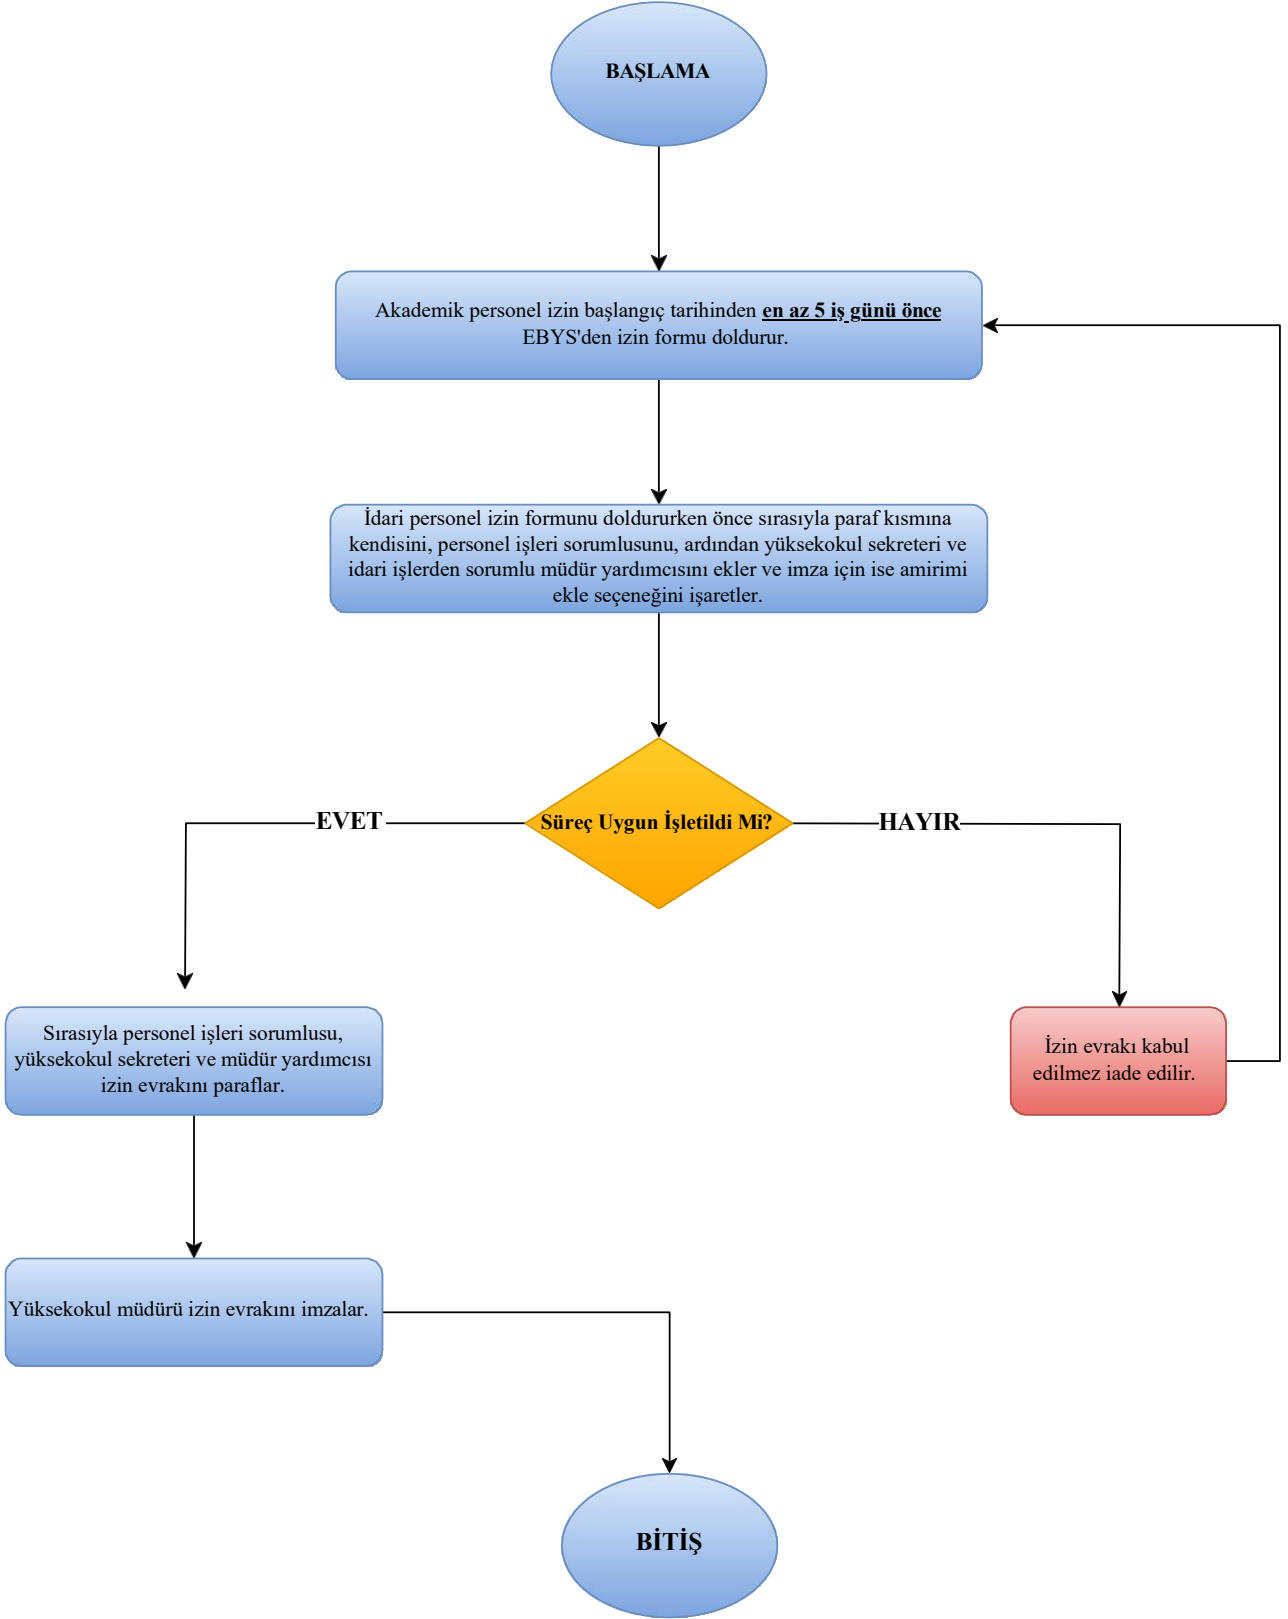 BAŞLAMA
Akademik personel izin başlangıç tarihinden en az 5 iş günü önce
EBYS'den izin formu doldurur.
İdari personel izin formunu doldururken önce sırasıyla paraf kısmına
kendisini, personel işleri sorumlusunu, ardından yüksekokul sekreteri ve
idari işlerden sorumlu müdür yardımcısını ekler ve imza için ise amirimi
ekle seçeneğini işaretler.
Süreç Uygun İşletildi Mi?
EVET
HAYIR
Sırasıyla personel işleri sorumlusu,
yüksekokul sekreteri ve müdür yardımcısı
izin evrakını paraflar.
İzin evrakı kabul
edilmez iade edilir.
Yüksekokul müdürü izin evrakını imzalar.
BİTİŞ